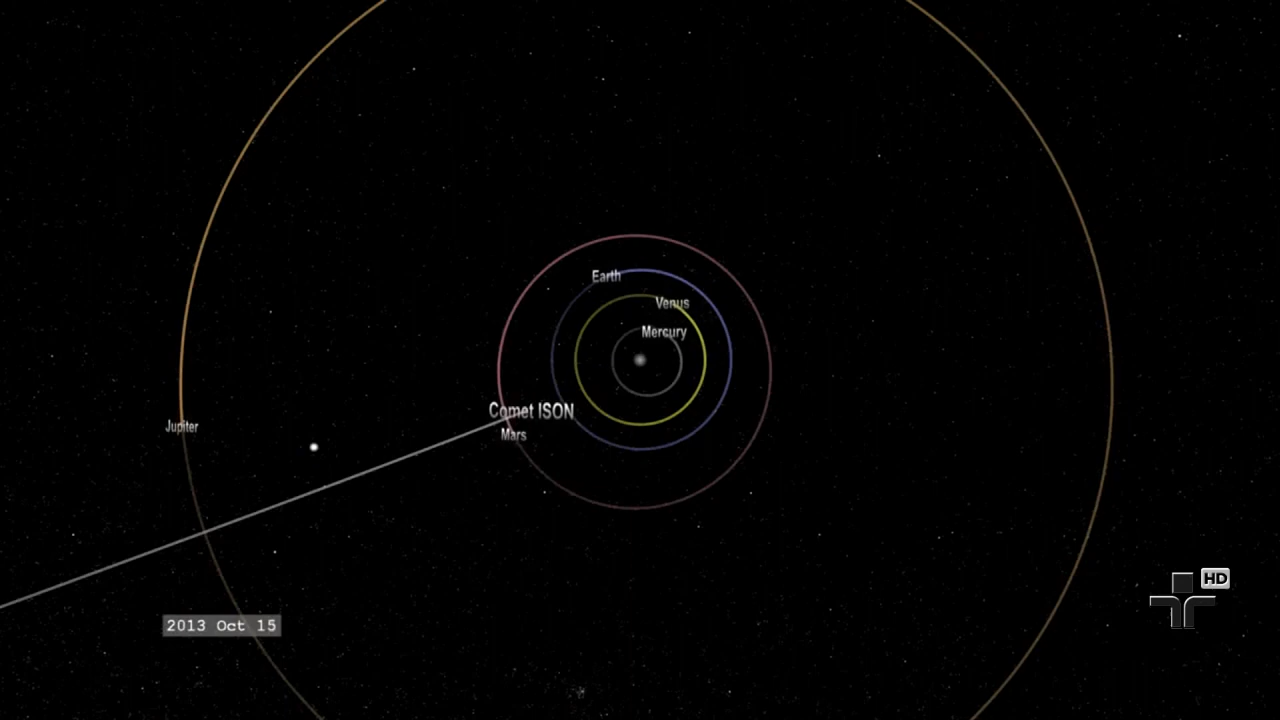 Earth
Venus
Mercury
Comet ISON
Mars
Jupiter
2013 Oct 15
HD